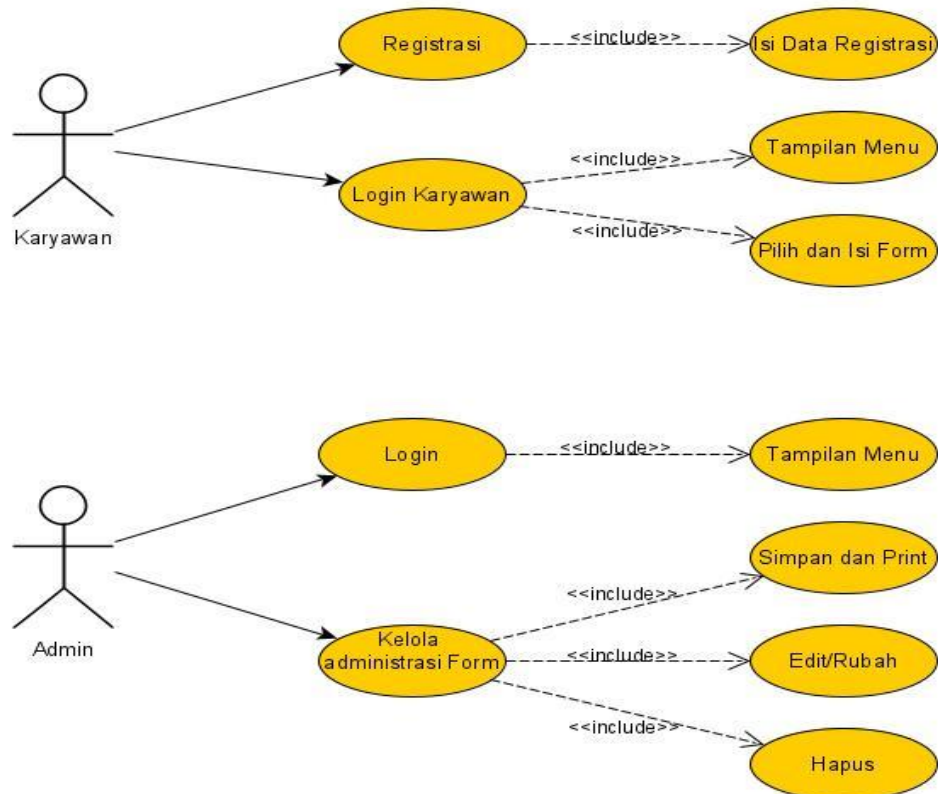 Registrasi
<<include>>
Isi Data Registrasi
<<include>>
Tampilan Menu
Login Karyawan
<<include>>
Pilih dan Isi Form
Karyawan
Login
<<include>>
Tampilan Menu
<<include>>
Simpan dan Print
Kelola
administrasi Form
<<include>>
Edit/Rubah
<<include>>
Hapus
Admin